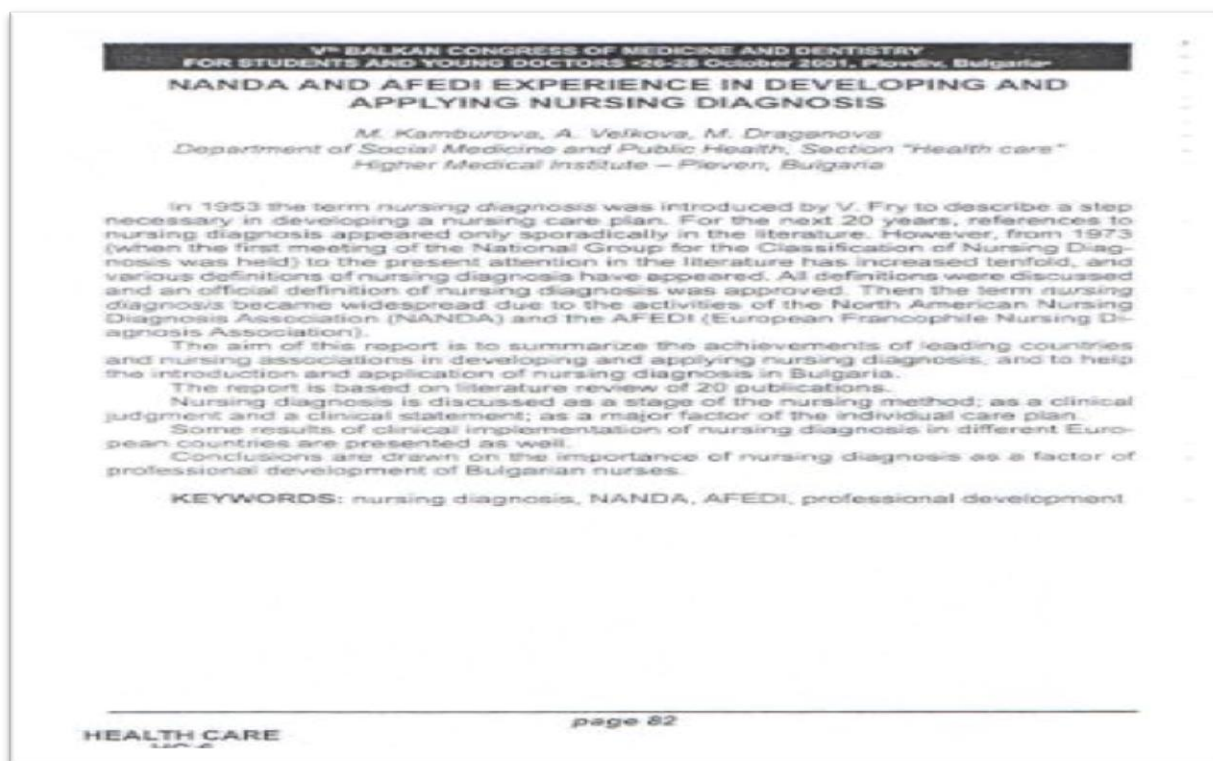 Vth BALKAN CONGRESS OF MEDICINE AND DENTISTRY
FOR STUDENTS AND YOUNG DOCTORS •26-28 October 2001, Plovdiv, Bulgaria•
NANDA AND AFEDI EXPERIENCE IN DEVELOPING AND
APPLYING NURSING DIAGNOSIS
M. Kamburova, A. Velkova, M. Draganova
Department of Social Medicine and Public Health, Section "Health care"
Higher Medical Institute – Pleven, Bulgaria
In 1953 the term nursing diagnosis was introduced by V. Fry to describe a step
necessary in developing a nursing care plan. For the next 20 years, references to
nursing diagnosis appeared only sporadically in the literature. However, from 1973
(when the first meeting of the National Group for the Classification of Nursing Diag-
nosis was held) to the present attention in the literature has increased tenfold, and
various definitions of nursing diagnosis have appeared. All definitions were discussed
and an official definition of nursing diagnosis was approved. Then the term nursing
diagnosis became widespread due to the activities of the North American Nursing
Diagnosis Association (NANDA) and the AFEDI (European Francophile Nursing Di-
agnosis Association).
The aim of this report is to summarize the achievements of leading countries
and nursing associations in developing and applying nursing diagnosis, and to help
the introduction and application of nursing diagnosis in Bulgaria.
The report is based on literature review of 20 publications.
Nursing diagnosis is discussed as a stage of the nursing method; as a clinical
judgment and a clinical statement; as a major factor of the individual care plan.
Some results of clinical implementation of nursing diagnosis in different Euro-
pean countries are presented as well.
Conclusions are drawn on the importance of nursing diagnosis as a factor of
professional development of Bulgarian nurses.
KEYWORDS: nursing diagnosis, NANDA, AFEDI, professional development
page 82
HEALTH CARE